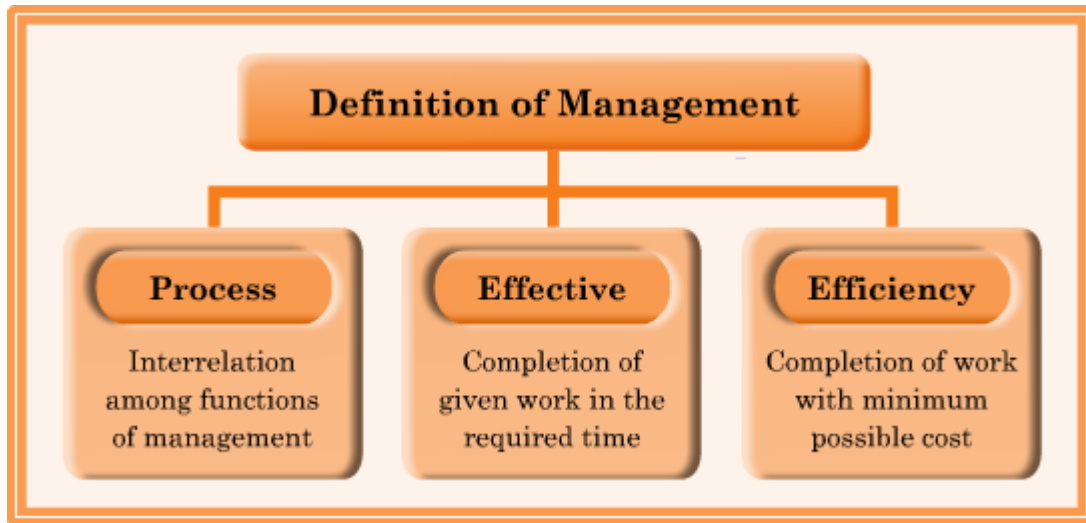 Definition of Management
Process
Interrelation
among functions
of management
Effective
Completion of
given work in the
required time
Efficiency
Completion of work
with minimum
possible cost